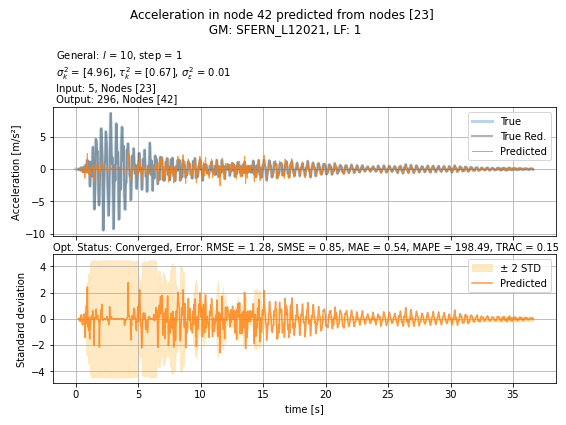 Acceleration in node 42 predicted from nodes [23]
GM: SFERN_L12021, LF: 1
General: l = 10, step = 1
σ²ₖ = [4.96], τ²ₖ = [0.67], σ²ε = 0.01
Input: 5, Nodes [23]
Output: 296, Nodes [42]
Acceleration [m/s²]
5
0
−5
−10
True
True Red.
Predicted
Opt. Status: Converged, Error: RMSE = 1.28, SMSE = 0.85, MAE = 0.54, MAPE = 198.49, TRAC = 0.15
Standard deviation
4
2
0
−2
−4
± 2 STD
Predicted
0 5 10 15 20 25 30 35
time [s]